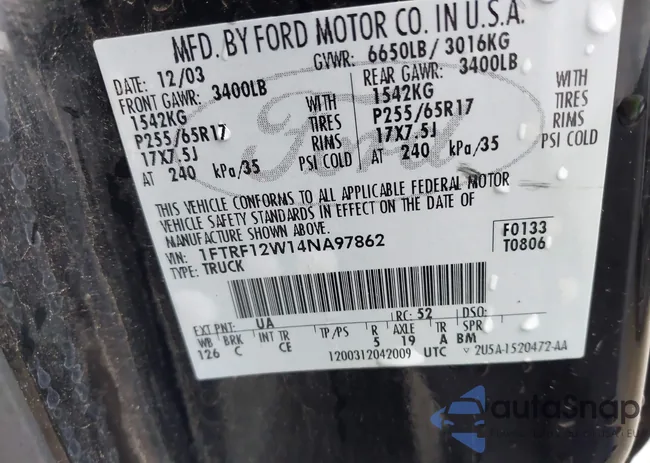 MFD. BY FORD MOTOR CO. IN U.S.A.
DATE: 12/03 GVWR: 6650LB / 3016KG
FRONT GAWR: 3400LB REAR GAWR: 3400LB
1542KG WITH 1542KG WITH
P255/65R17 TIRES P255/65R17 TIRES
17X7.5J RIMS 17X7.5J RIMS
AT 240 kPa/35 PSI COLD AT 240 kPa/35 PSI COLD
Ford
THIS VEHICLE CONFORMS TO ALL APPLICABLE FEDERAL MOTOR
VEHICLE SAFETY STANDARDS IN EFFECT ON THE DATE OF
MANUFACTURE SHOWN ABOVE.
VIN: 1FTRF12W14NA97862
TYPE: TRUCK
F0133
T0806
EXT PNT: UA RC: 52 DSO:
WB BRK INT TR TP/PS R AXLE TR SPR
126 C CE 5 19 A BM
1200312042009 UTC 2U5A-1520472-AA
autaSnap